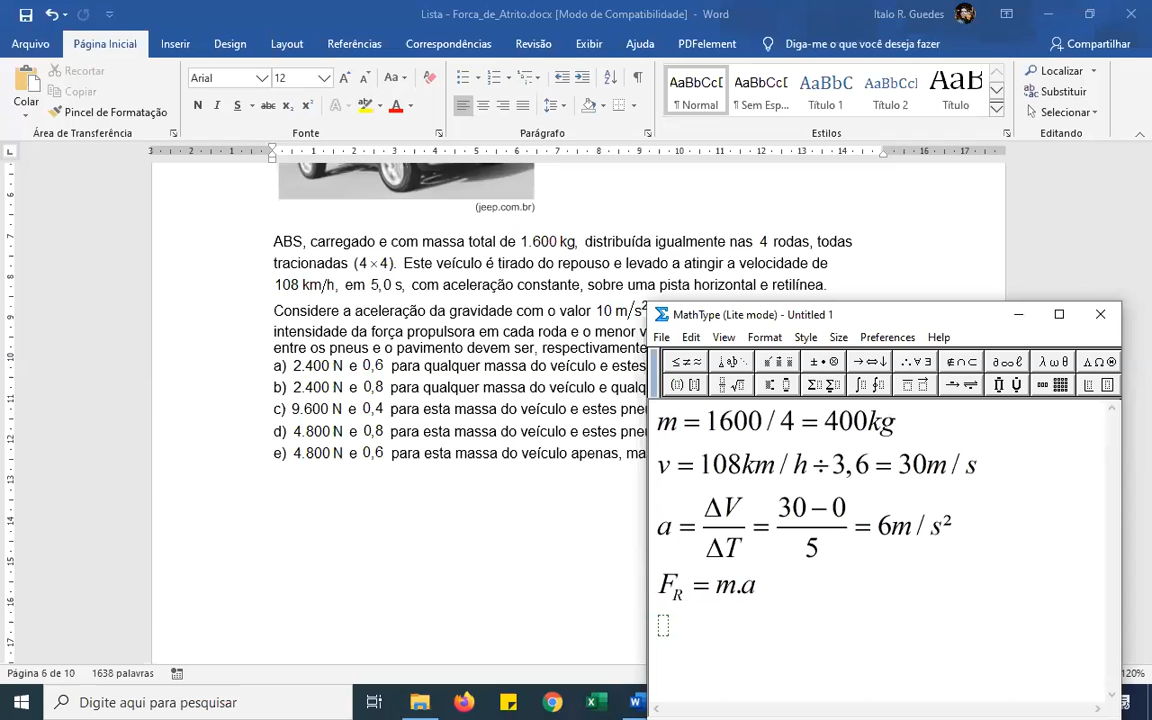 Lista - Forca_de_Atrito.docx [Modo de Compatibilidade] - Word
Italo R. Guedes
Arquivo Página Inicial Inserir Design Layout Referências Correspondências Revisão Exibir Ajuda PDFelement Diga-me o que você deseja fazer Compartilhar
Colar
Recortar
Copiar
Pincel de Formatação
Área de Transferência
Arial 12
Fonte
Parágrafo
AaBbCcD AaBbCcD AaBbC AaBbCcD AaB
¶ Normal ¶ Sem Esp... Título 1 Título 2 Título
Estilos
Localizar
Substituir
Selecionar
Editando
(jeep.com.br)
ABS, carregado e com massa total de 1.600 kg, distribuída igualmente nas 4 rodas, todas
tracionadas (4×4). Este veículo é tirado do repouso e levado a atingir a velocidade de
108 km/h, em 5,0 s, com aceleração constante, sobre uma pista horizontal e retilínea.
Considere a aceleração da gravidade com o valor 10 m/s²
intensidade da força propulsora em cada roda e o menor v
entre os pneus e o pavimento devem ser, respectivamente
a) 2.400 N e 0,6 para qualquer massa do veículo e estes
b) 2.400 N e 0,8 para qualquer massa do veículo e qualq
c) 9.600 N e 0,4 para esta massa do veículo e estes pneu
d) 4.800 N e 0,8 para esta massa do veículo e estes pneu
e) 4.800 N e 0,6 para esta massa do veículo apenas, ma
MathType (Lite mode) - Untitled 1
File Edit View Format Style Size Preferences Help
m = 1600 / 4 = 400kg
v = 108km / h ÷ 3,6 = 30m / s
a = ΔV/ΔT = 30 − 0/5 = 6m / s²
F_R = m.a
Página 6 de 10 1638 palavras
120%
Digite aqui para pesquisar